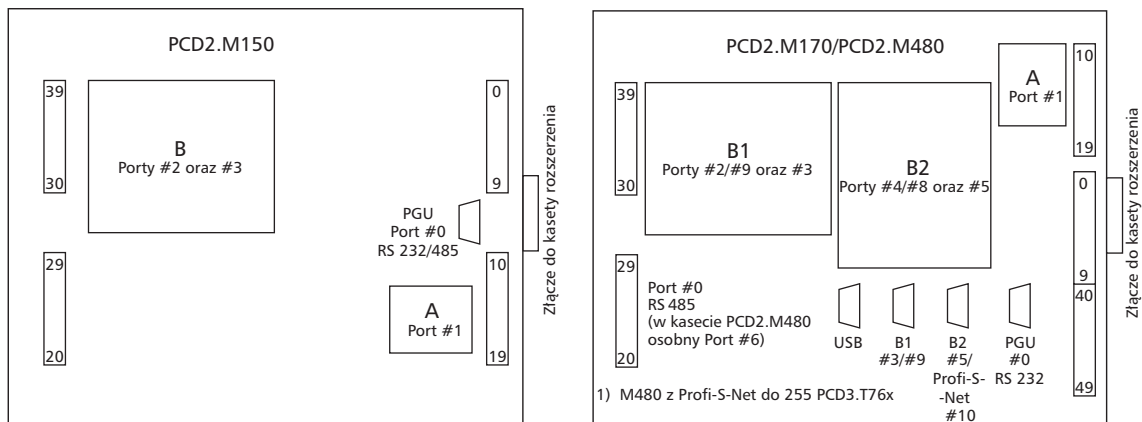 PCD2.M150
39
30
B
Porty #2 oraz #3
0
9
PGU
Port #0
RS 232/485
29
20
A
Port #1
10
19
Złącze do kasety rozszerzenia
PCD2.M170/PCD2.M480
39
30
B1
Porty #2/#9 oraz #3
B2
Porty #4/#8 oraz #5
A
Port #1
10
19
0
9
40
49
29
20
Port #0
RS 485
(w kasecie PCD2.M480
osobny Port #6)
USB
B1
#3/#9
B2
#5/
Profi-S-
-Net
#10
PGU
#0
RS 232
1) M480 z Profi-S-Net do 255 PCD3.T76x
Złącze do kasety rozszerzenia